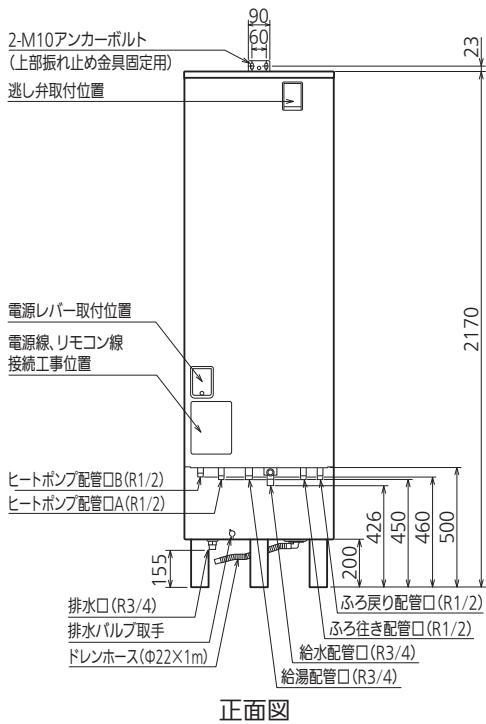 90
60
23
2-M10アンカーボルト
(上部振れ止め金具固定用)
逃し弁取付位置
2170
電源レバー取付位置
電源線、リモコン線
接続工事位置
ヒートポンプ配管口B(R1/2)
ヒートポンプ配管口A(R1/2)
426
450
460
500
200
155
排水口(R3/4)
排水バルブ取手
ドレンホース(Φ22×1m)
ふろ戻り配管口(R1/2)
ふろ往き配管口(R1/2)
給水配管口(R3/4)
給湯配管口(R3/4)
正面図